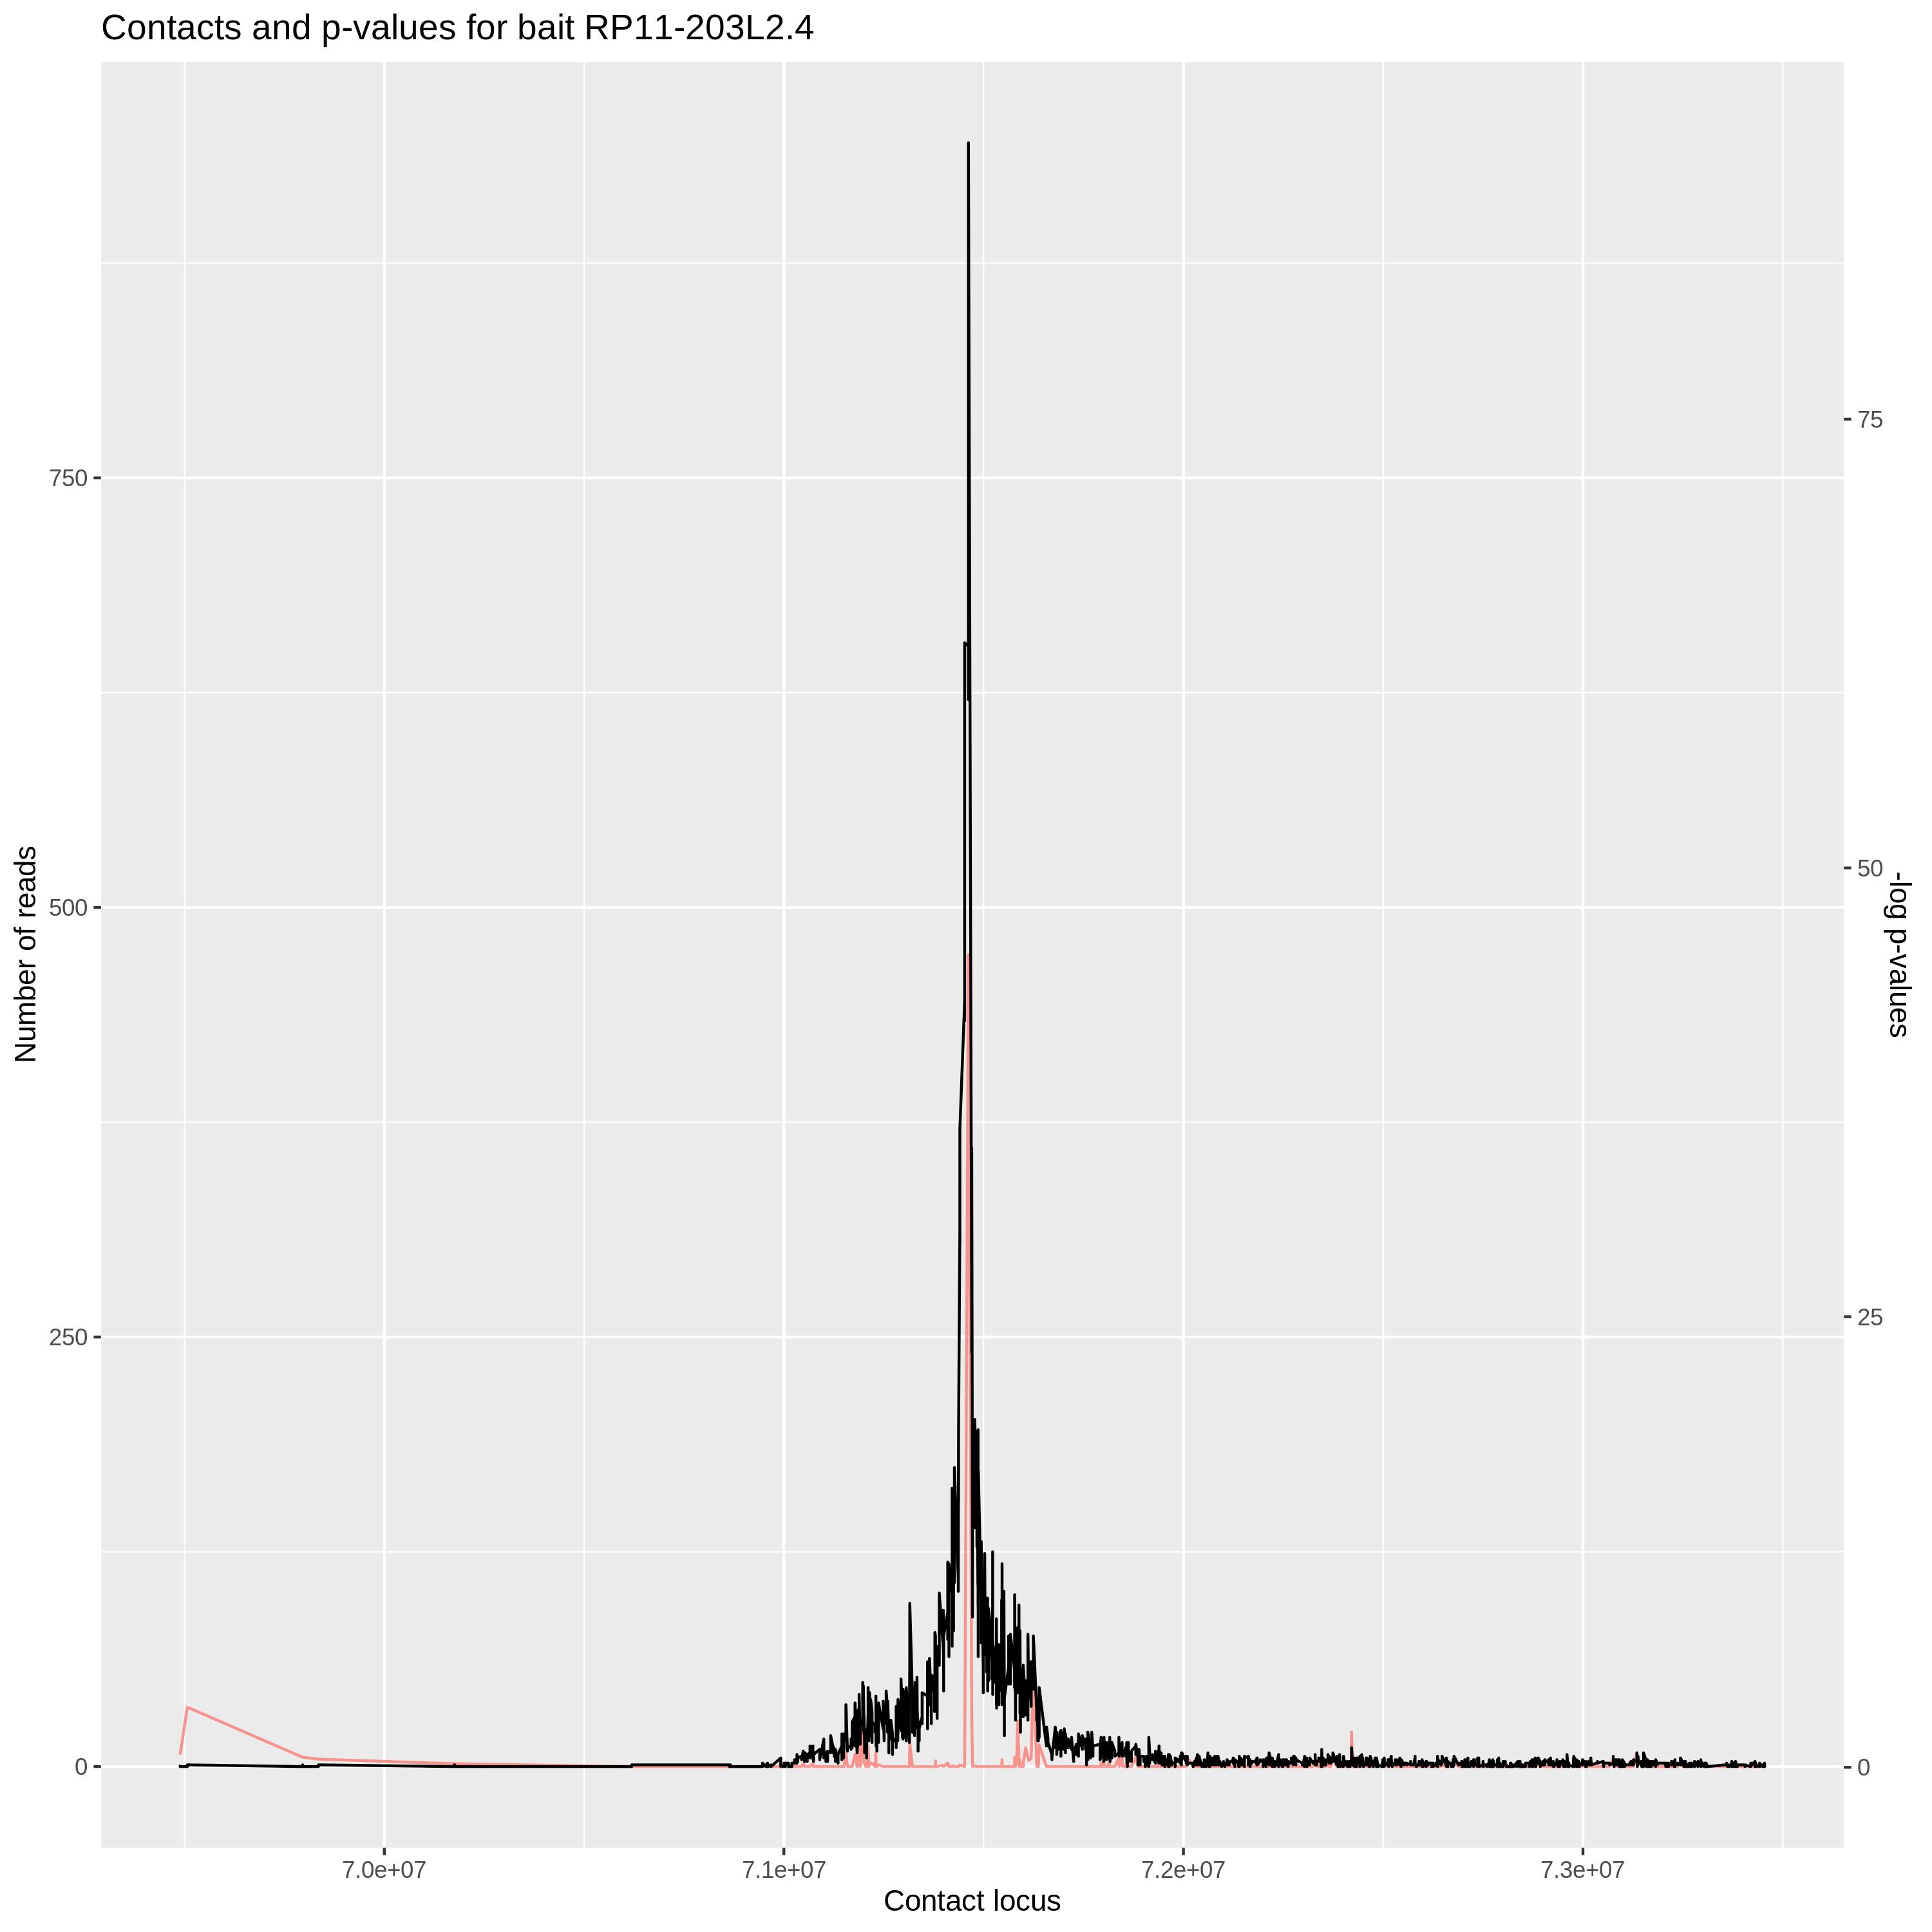 Contacts and p-values for bait RP11-203L2.4
750
500
250
0
Number of reads
75
50
25
0
-log p-values
7.0e+07
7.1e+07
7.2e+07
7.3e+07
Contact locus